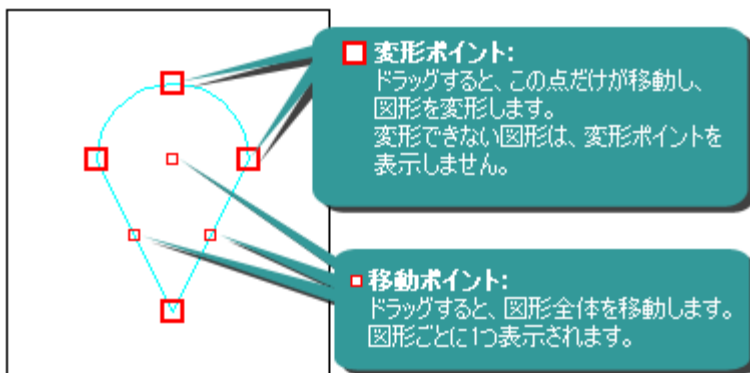 変形ポイント:
ドラッグすると、この点だけが移動し、
図形を変形します。
変形できない図形は、変形ポイントを
表示しません。
移動ポイント:
ドラッグすると、図形全体を移動します。
図形ごとに1つ表示されます。